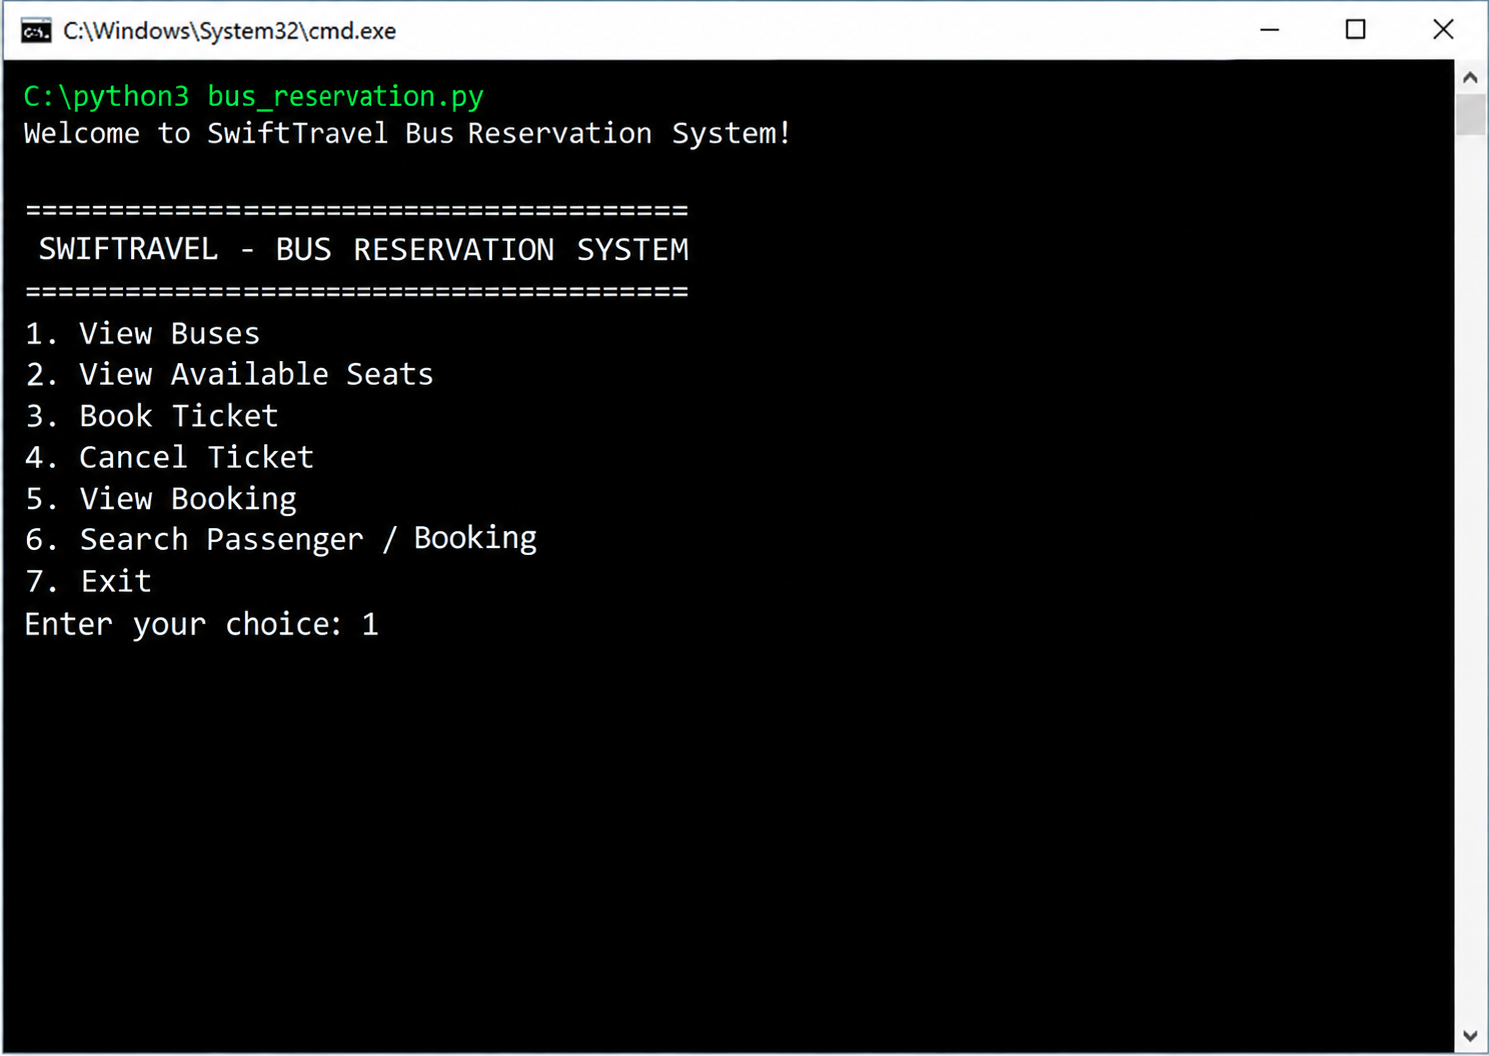 C:\Windows\System32\cmd.exe
C:\python3 bus_reservation.py
Welcome to SwiftTravel Bus Reservation System!
========================================
SWIFTRAVEL - BUS RESERVATION SYSTEM
========================================
1. View Buses
2. View Available Seats
3. Book Ticket
4. Cancel Ticket
5. View Booking
6. Search Passenger / Booking
7. Exit
Enter your choice: 1